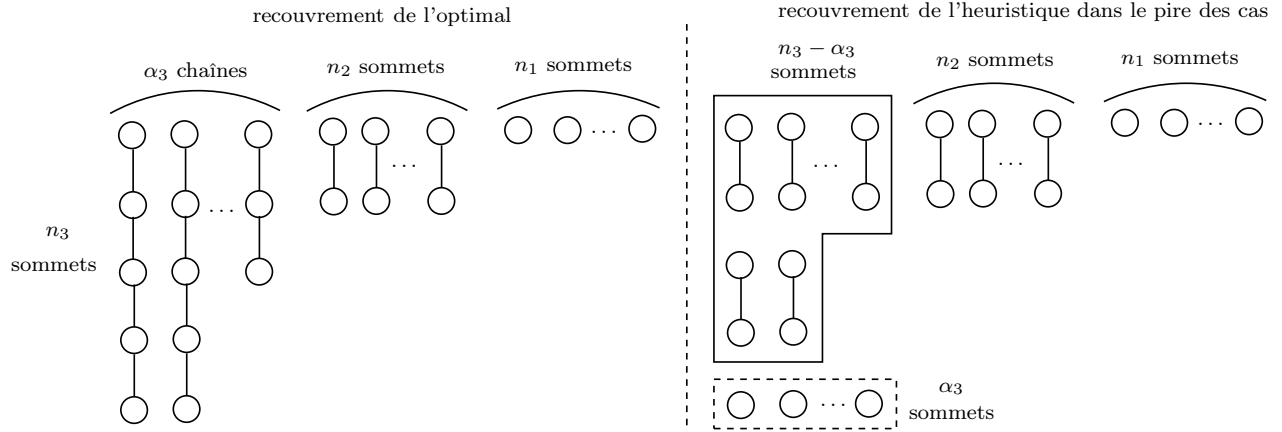 recouvrement de l'optimal
α₃ chaînes
n₂ sommets
n₁ sommets
...
...
...
n₃
sommets
recouvrement de l'heuristique dans le pire des cas
n₃ − α₃
sommets
n₂ sommets
n₁ sommets
...
...
...
...
α₃
sommets